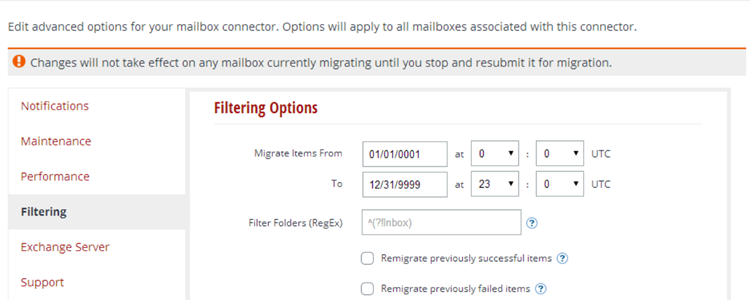 Edit advanced options for your mailbox connector. Options will apply to all mailboxes associated with this connector.
! Changes will not take effect on any mailbox currently migrating until you stop and resubmit it for migration.
Notifications
Maintenance
Performance
Filtering
Exchange Server
Support
Filtering Options
Migrate Items From 01/01/0001 at 0 : 0 UTC
To 12/31/9999 at 23 : 0 UTC
Filter Folders (RegEx) ^(?!Inbox) ?
Remigrate previously successful items ?
Remigrate previously failed items ?